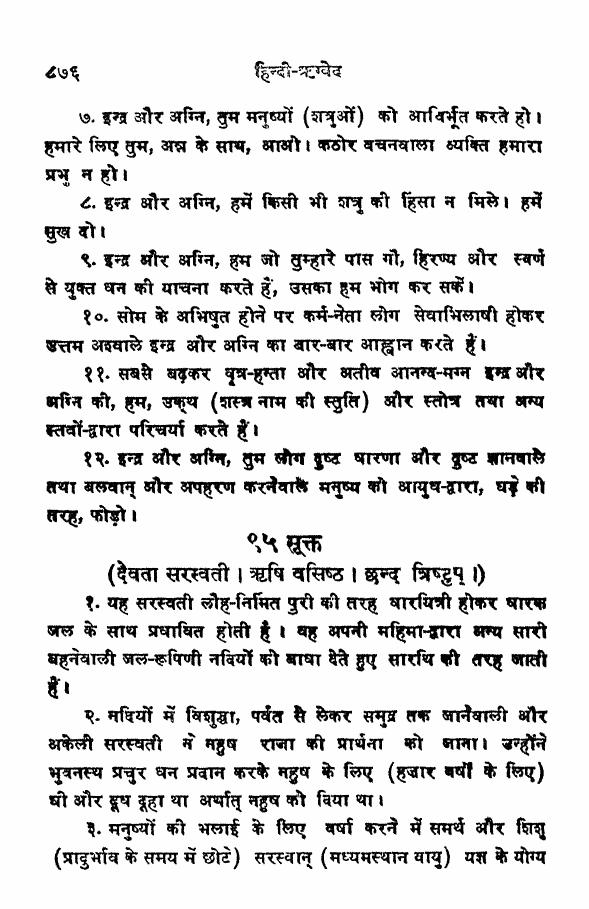 ८७६ हिन्दी-ऋग्वेद
७. इन्द्र और अग्नि, तुम मनुष्यों (शत्रुओं) को आविर्भूत करते हो।
हमारे लिए तुम, अन्न के साथ, आओ। कठोर वचनवाला व्यक्ति हमारा
प्रभु न हो।
८. इन्द्र और अग्नि, हमें किसी भी शत्रु की हिंसा न मिले। हमें
सुख दो।
९. इन्द्र और अग्नि, हम जो तुम्हारे पास गौ, हिरण्य और स्वर्ण
से युक्त धन की याचना करते हैं, उसका हम भोग कर सकें।
१०. सोम के अभिषुत होने पर कर्म-नेता लोग सेवाभिलाषी होकर
उत्तम अश्ववाले इन्द्र और अग्नि का बार-बार आह्वान करते हैं।
११. सबसे बढ़कर वृत्र-हन्ता और अतीव आनन्द-मग्न इन्द्र और
अग्नि की, हम, उक्थ (शस्त्र नाम की स्तुति) और स्तोत्र तथा अन्य
स्तवों-द्वारा परिचर्या करते हैं।
१२. इन्द्र और अग्नि, तुम लोग दुष्ट धारणा और दुष्ट ज्ञानवाले
तथा बलवान् और अपहरण करनेवाले मनुष्य को आयुध-द्वारा, घड़े की
तरह, फोड़ो।
९५ सूक्त
(देवता सरस्वती। ऋषि वसिष्ठ। छन्द त्रिष्टुप्।)
१. यह सरस्वती लौह-निर्मित पुरी की तरह धारयित्री होकर धारक
जल के साथ प्रधावित होती है। वह अपनी महिमा-द्वारा अन्य सारी
बहनेवाली जल-रूपिणी नदियों को बाधा देते हुए सारथि की तरह जाती
हैं।
२. नदियों में विशुद्धा, पर्वत से लेकर समुद्र तक जानेवाली और
अकेली सरस्वती ने नहुष राजा की प्रार्थना को जाना। उन्होंने
भुवनस्थ प्रचुर धन प्रदान करके नहुष के लिए (हजार वर्षों के लिए)
घी और दूध दूहा था अर्थात् नहुष को दिया था।
३. मनुष्यों की भलाई के लिए वर्षा करने में समर्थ और शिशु
(प्रादुर्भाव के समय में छोटे) सरस्वान् (मध्यमस्थान वायु) यज्ञ के योग्य